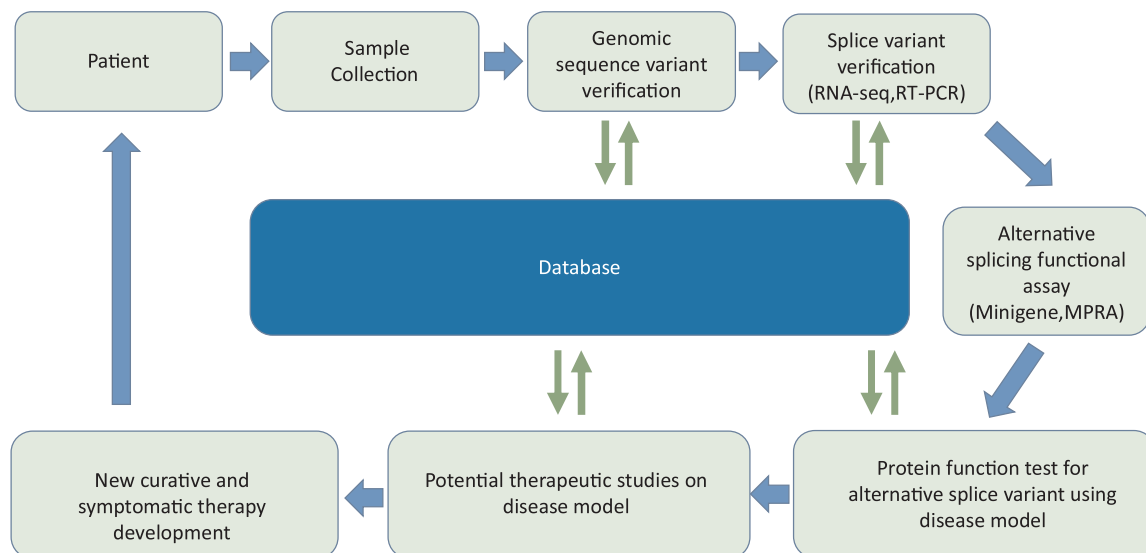 Patient
Sample
Collection
Genomic
sequence variant
verification
Splice variant
verification
(RNA-seq,RT-PCR)
Database
Alternative
splicing functional
assay
(Minigene,MPRA)
New curative and
symptomatic therapy
development
Potential therapeutic studies on
disease model
Protein function test for
alternative splice variant using
disease model